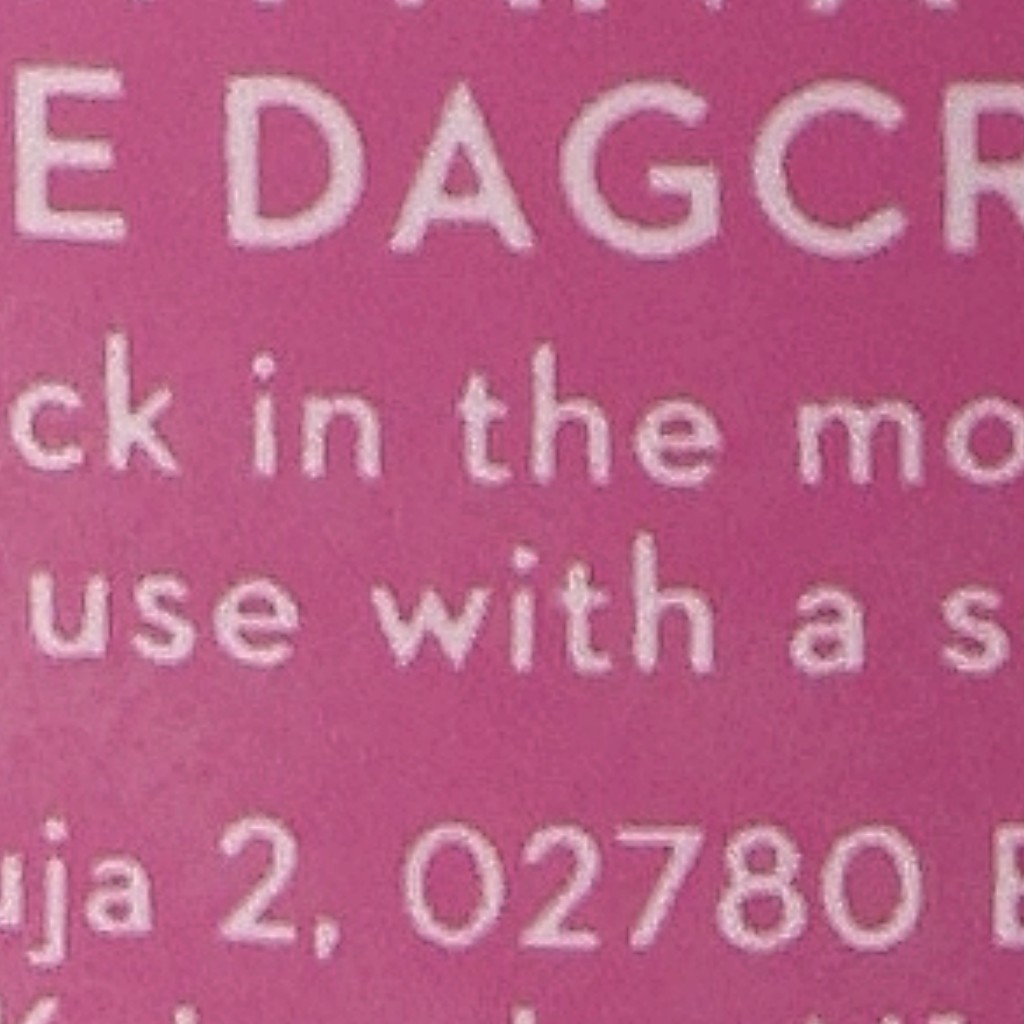 E DAGCR
ck in the mo
use with a s
uja 2, 02780 E